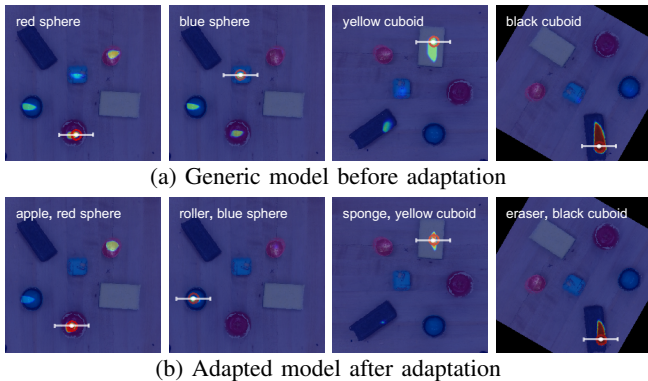 red sphere
blue sphere
yellow cuboid
black cuboid
(a) Generic model before adaptation
apple, red sphere
roller, blue sphere
sponge, yellow cuboid
eraser, black cuboid
(b) Adapted model after adaptation